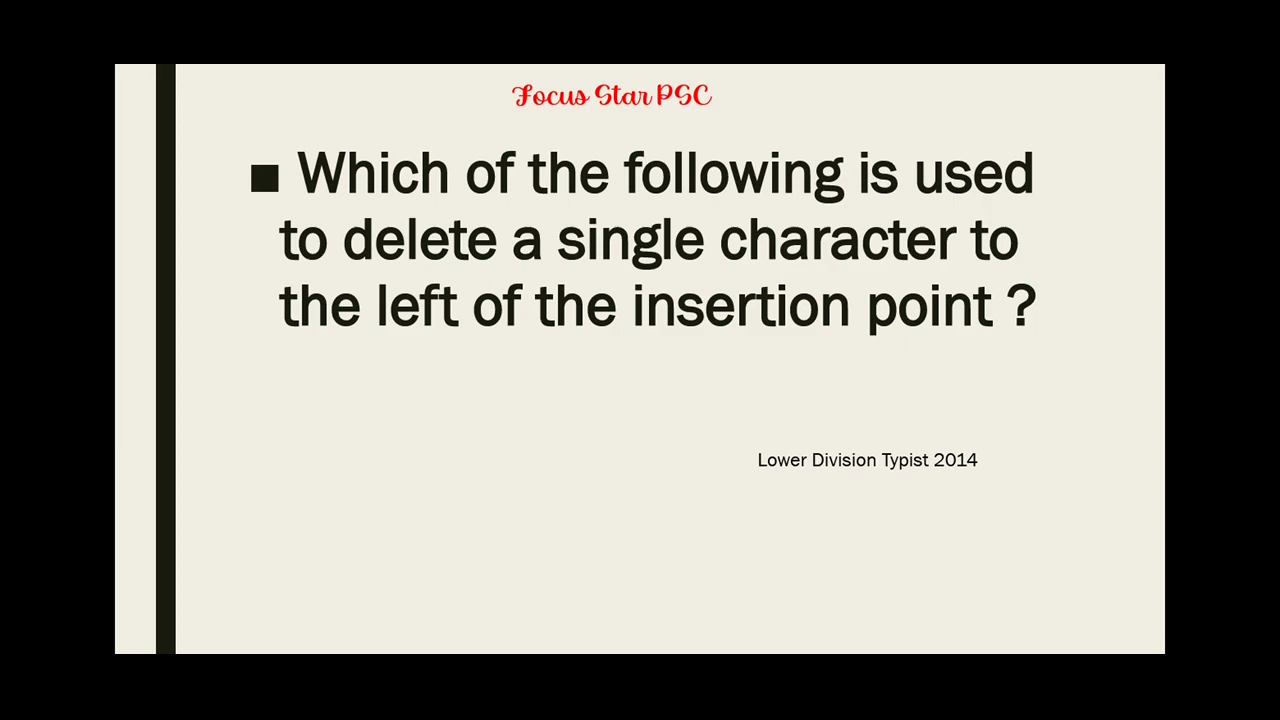 Focus Star PSC
■ Which of the following is used
to delete a single character to
the left of the insertion point ?
Lower Division Typist 2014